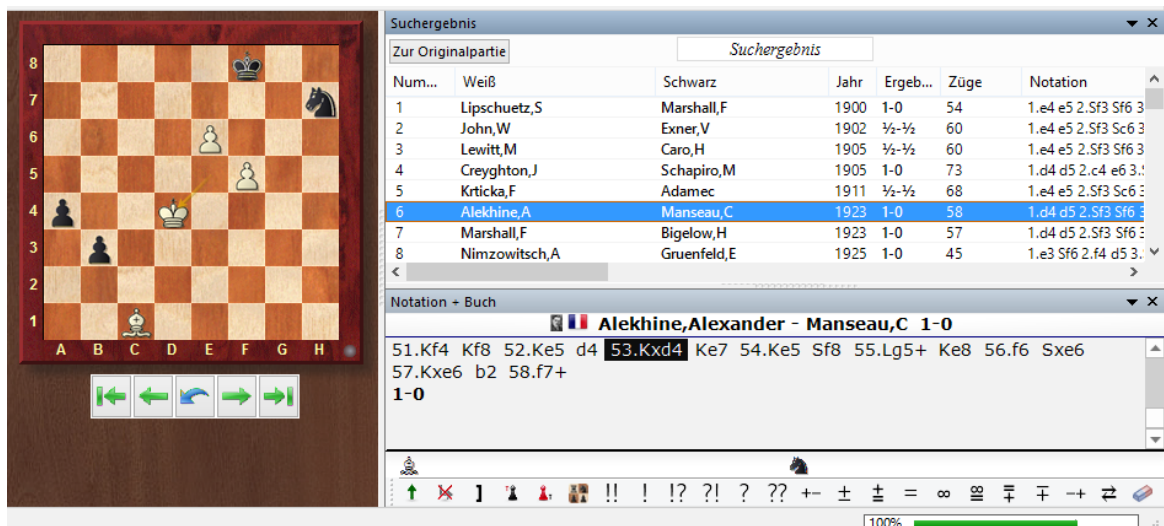 Suchergebnis
Zur Originalpartie Suchergebnis
Num... Weiß Schwarz Jahr Ergeb... Züge Notation
1 Lipschuetz,S Marshall,F 1900 1-0 54 1.e4 e5 2.Sf3 Sf6 3
2 John,W Exner,V 1902 ½-½ 60 1.e4 e5 2.Sf3 Sc6 3
3 Lewitt,M Caro,H 1905 ½-½ 60 1.e4 e5 2.Sf3 Sf6 3
4 Creyghton,J Schapiro,M 1905 1-0 73 1.d4 d5 2.c4 e6 3.S
5 Krticka,F Adamec 1911 ½-½ 68 1.e4 e5 2.Sf3 Sc6 3
6 Alekhine,A Manseau,C 1923 1-0 58 1.d4 d5 2.Sf3 Sf6 3
7 Marshall,F Bigelow,H 1923 1-0 57 1.d4 d5 2.Sf3 Sf6 3
8 Nimzowitsch,A Gruenfeld,E 1925 1-0 45 1.e3 Sf6 2.f4 d5 3.
Notation + Buch
Alekhine,Alexander - Manseau,C 1-0
51.Kf4 Kf8 52.Ke5 d4 53.Kxd4 Ke7 54.Ke5 Sf8 55.Lg5+ Ke8 56.f6 Sxe6
57.Kxe6 b2 58.f7+
1-0
8
7
6
5
4
3
2
1
A B C D E F G H
] !! ! !? ?! ? ?? +- ± ⩲ = ∞ ⩱ ∓ -+ ⇄
100%